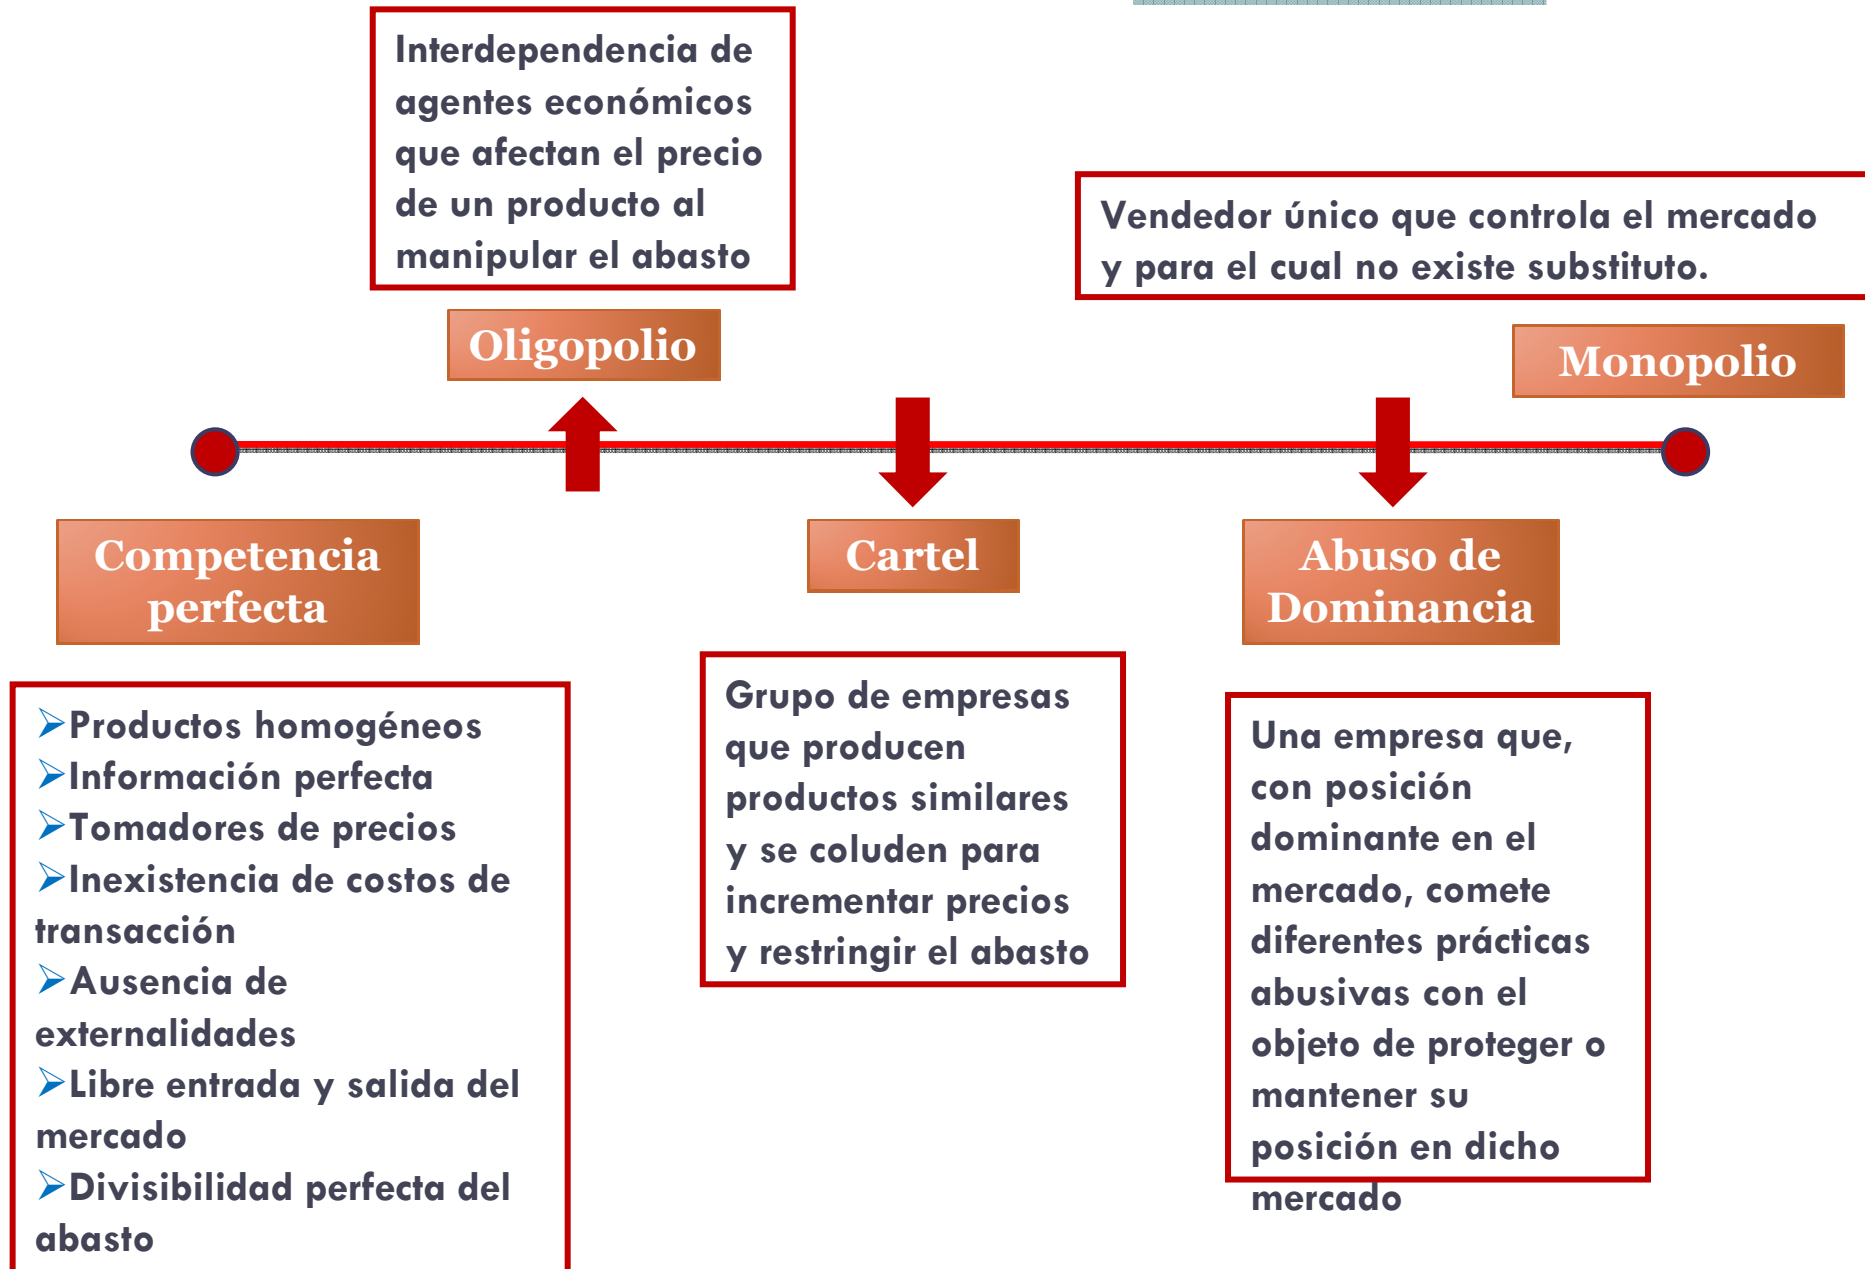 Interdependencia de
agentes económicos
que afectan el precio
de un producto al
manipular el abasto
Vendedor único que controla el mercado
y para el cual no existe substituto.
Oligopolio
Monopolio
Competencia
perfecta
Cartel
Abuso de
Dominancia
➢Productos homogéneos
➢Información perfecta
➢Tomadores de precios
➢Inexistencia de costos de
transacción
➢Ausencia de
externalidades
➢Libre entrada y salida del
mercado
➢Divisibilidad perfecta del
abasto
Grupo de empresas
que producen
productos similares
y se coluden para
incrementar precios
y restringir el abasto
Una empresa que,
con posición
dominante en el
mercado, comete
diferentes prácticas
abusivas con el
objeto de proteger o
mantener su
posición en dicho
mercado